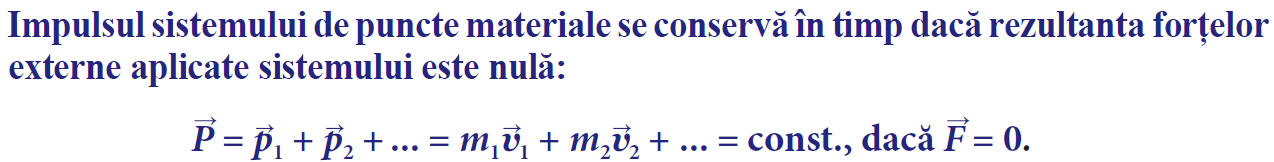 Impulsul sistemului de puncte materiale se conservă în timp dacă rezultanta forțelor
externe aplicate sistemului este nulă:
P⃗ = p⃗₁ + p⃗₂ + ... = m₁v⃗₁ + m₂v⃗₂ + ... = const., dacă F⃗ = 0.